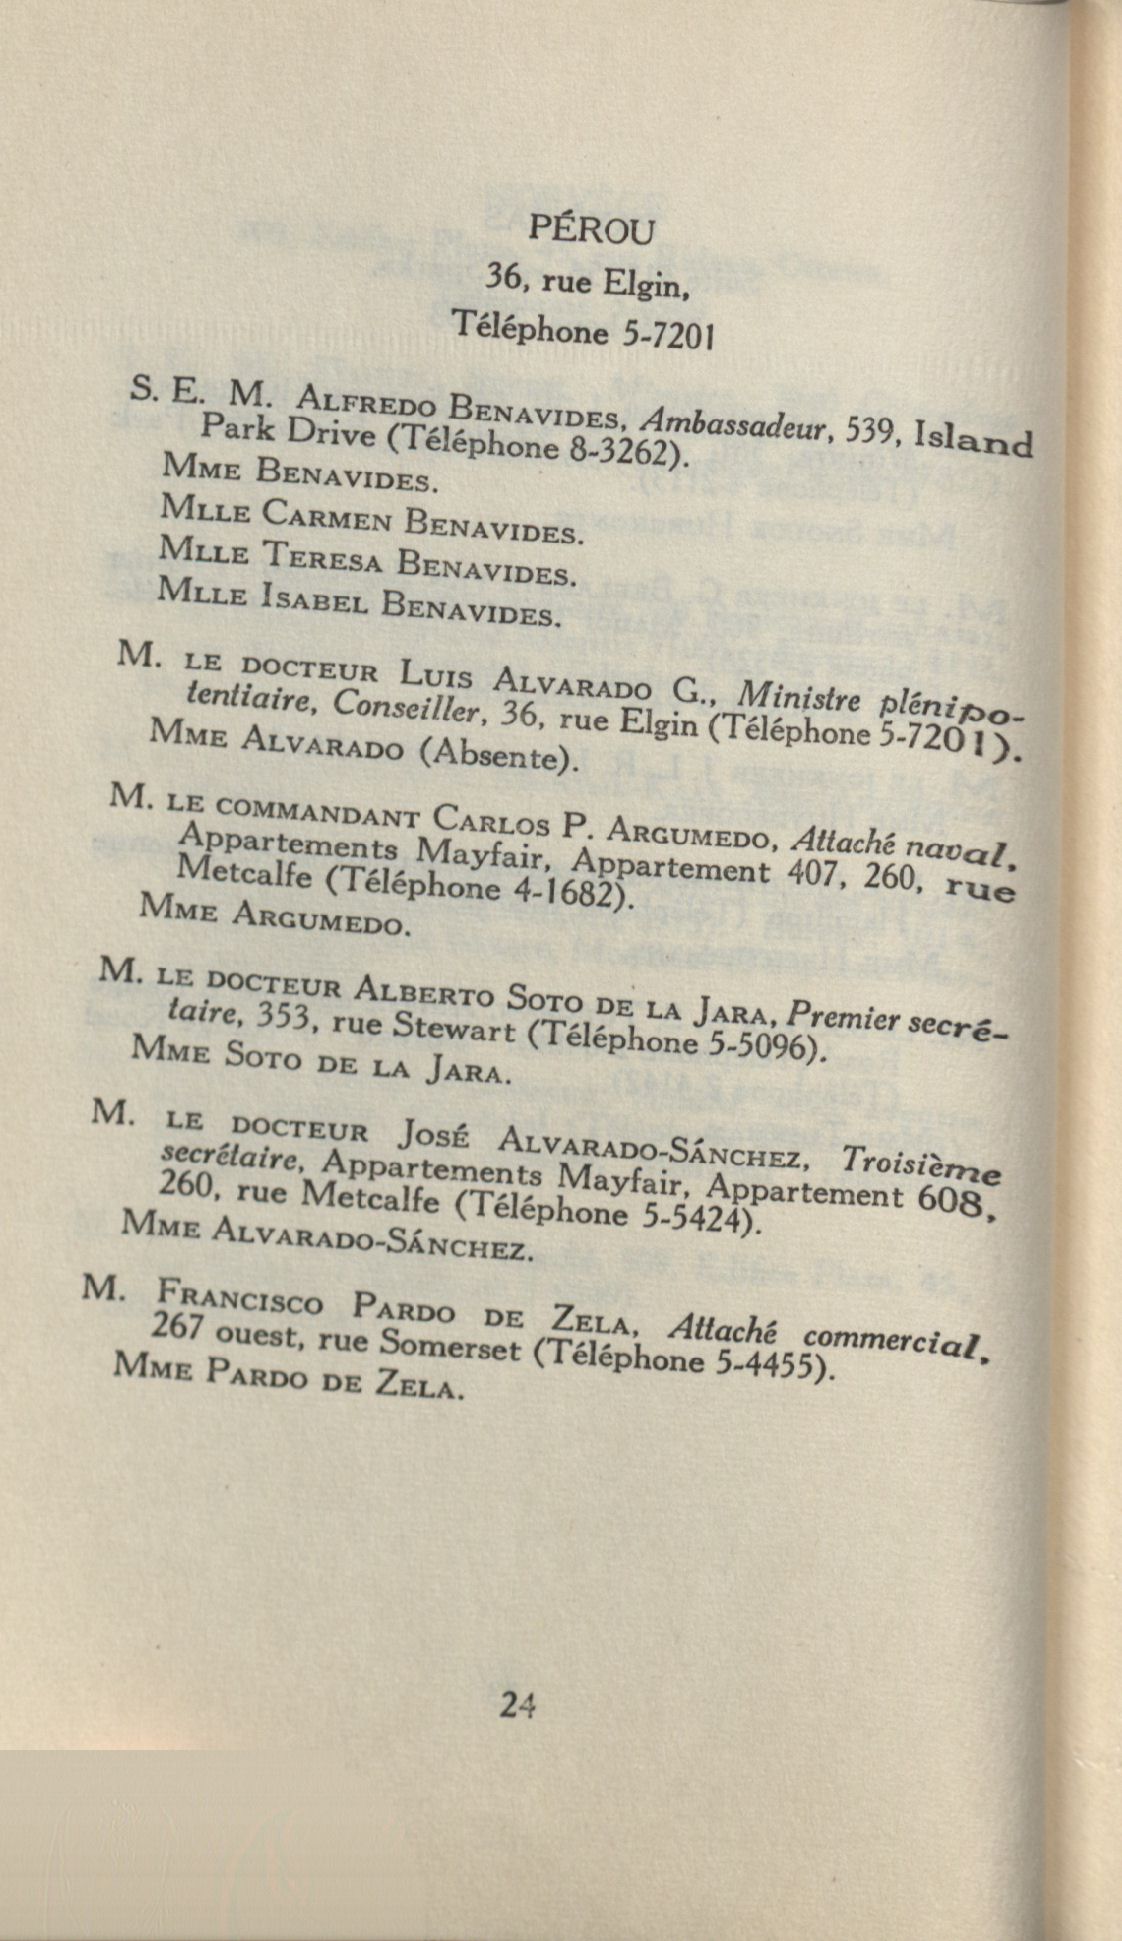 PÉROU
36, rue Elgin,
Téléphone 5-7201
S. E. M. ALFREDO BENAVIDES, Ambassadeur, 539, Island
Park Drive (Téléphone 8-3262).
MME BENAVIDES.
MLLE CARMEN BENAVIDES.
MLLE TERESA BENAVIDES.
MLLE ISABEL BENAVIDES.
M. LE DOCTEUR LUIS ALVARADO G., Ministre plénipo-
tentiaire, Conseiller, 36, rue Elgin (Téléphone 5-7201).
MME ALVARADO (Absente).
M. LE COMMANDANT CARLOS P. ARGUMEDO, Attaché naval,
Appartements Mayfair, Appartement 407, 260, rue
Metcalfe (Téléphone 4-1682).
MME ARGUMEDO.
M. LE DOCTEUR ALBERTO SOTO DE LA JARA, Premier secré-
taire, 353, rue Stewart (Téléphone 5-5096).
MME SOTO DE LA JARA.
M. LE DOCTEUR JOSÉ ALVARADO-SÁNCHEZ, Troisième
secrétaire, Appartements Mayfair, Appartement 608,
260, rue Metcalfe (Téléphone 5-5424).
MME ALVARADO-SÁNCHEZ.
M. FRANCISCO PARDO DE ZELA, Attaché commercial,
267 ouest, rue Somerset (Téléphone 5-4455).
MME PARDO DE ZELA.
24